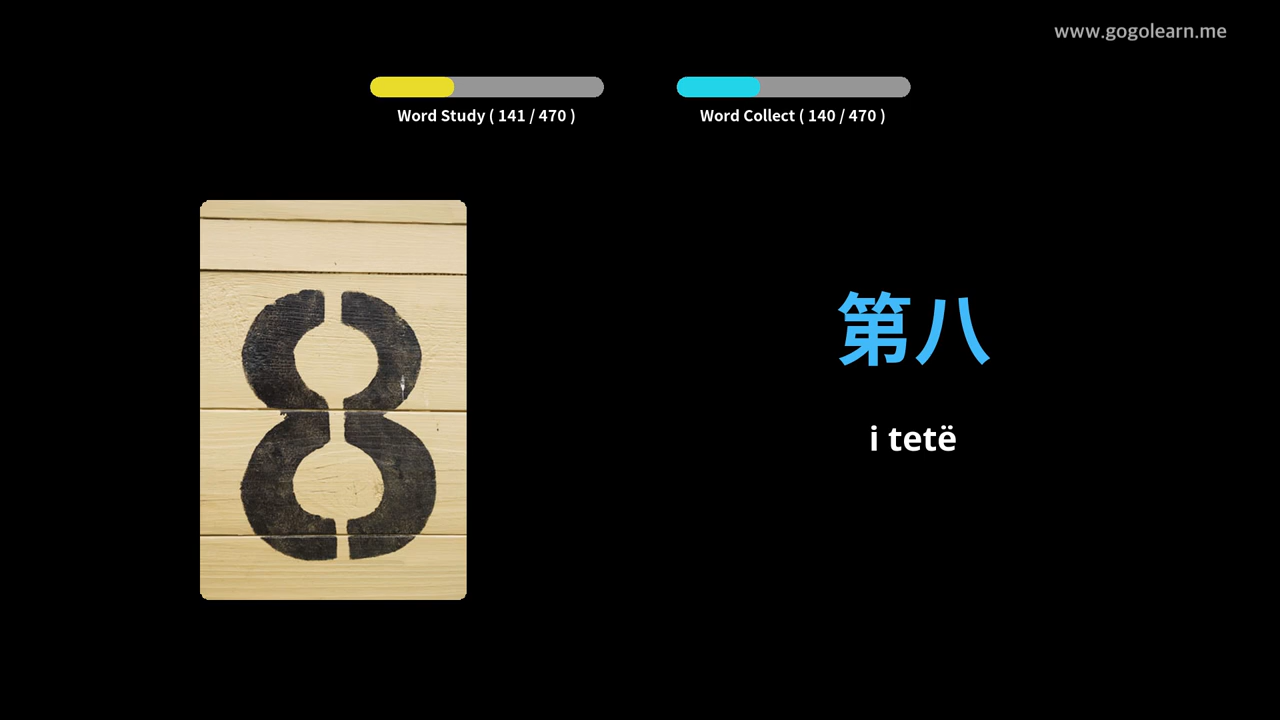 www.gogolearn.me
Word Study ( 141 / 470 )
Word Collect ( 140 / 470 )
8
第八
i tetë